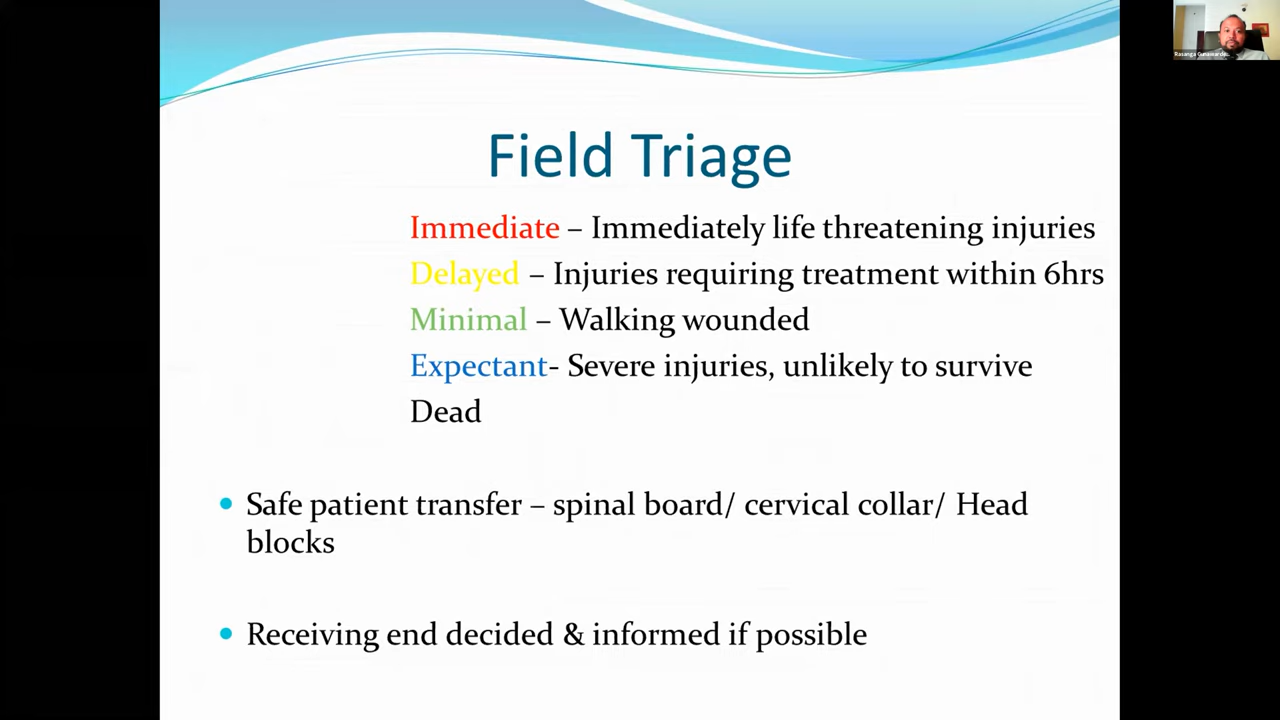 Rasanga Gunawarde...
Field Triage
Immediate – Immediately life threatening injuries
Delayed – Injuries requiring treatment within 6hrs
Minimal – Walking wounded
Expectant- Severe injuries, unlikely to survive
Dead
• Safe patient transfer – spinal board/ cervical collar/ Head
blocks
• Receiving end decided & informed if possible